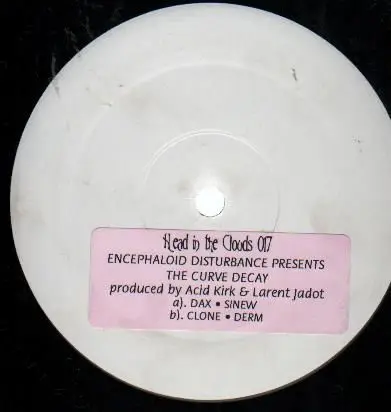 Head in the Clouds 017
ENCEPHALOID DISTURBANCE PRESENTS
THE CURVE DECAY
produced by Acid Kirk & Larent Jadot
a). DAX • SINEW
b). CLONE • DERM